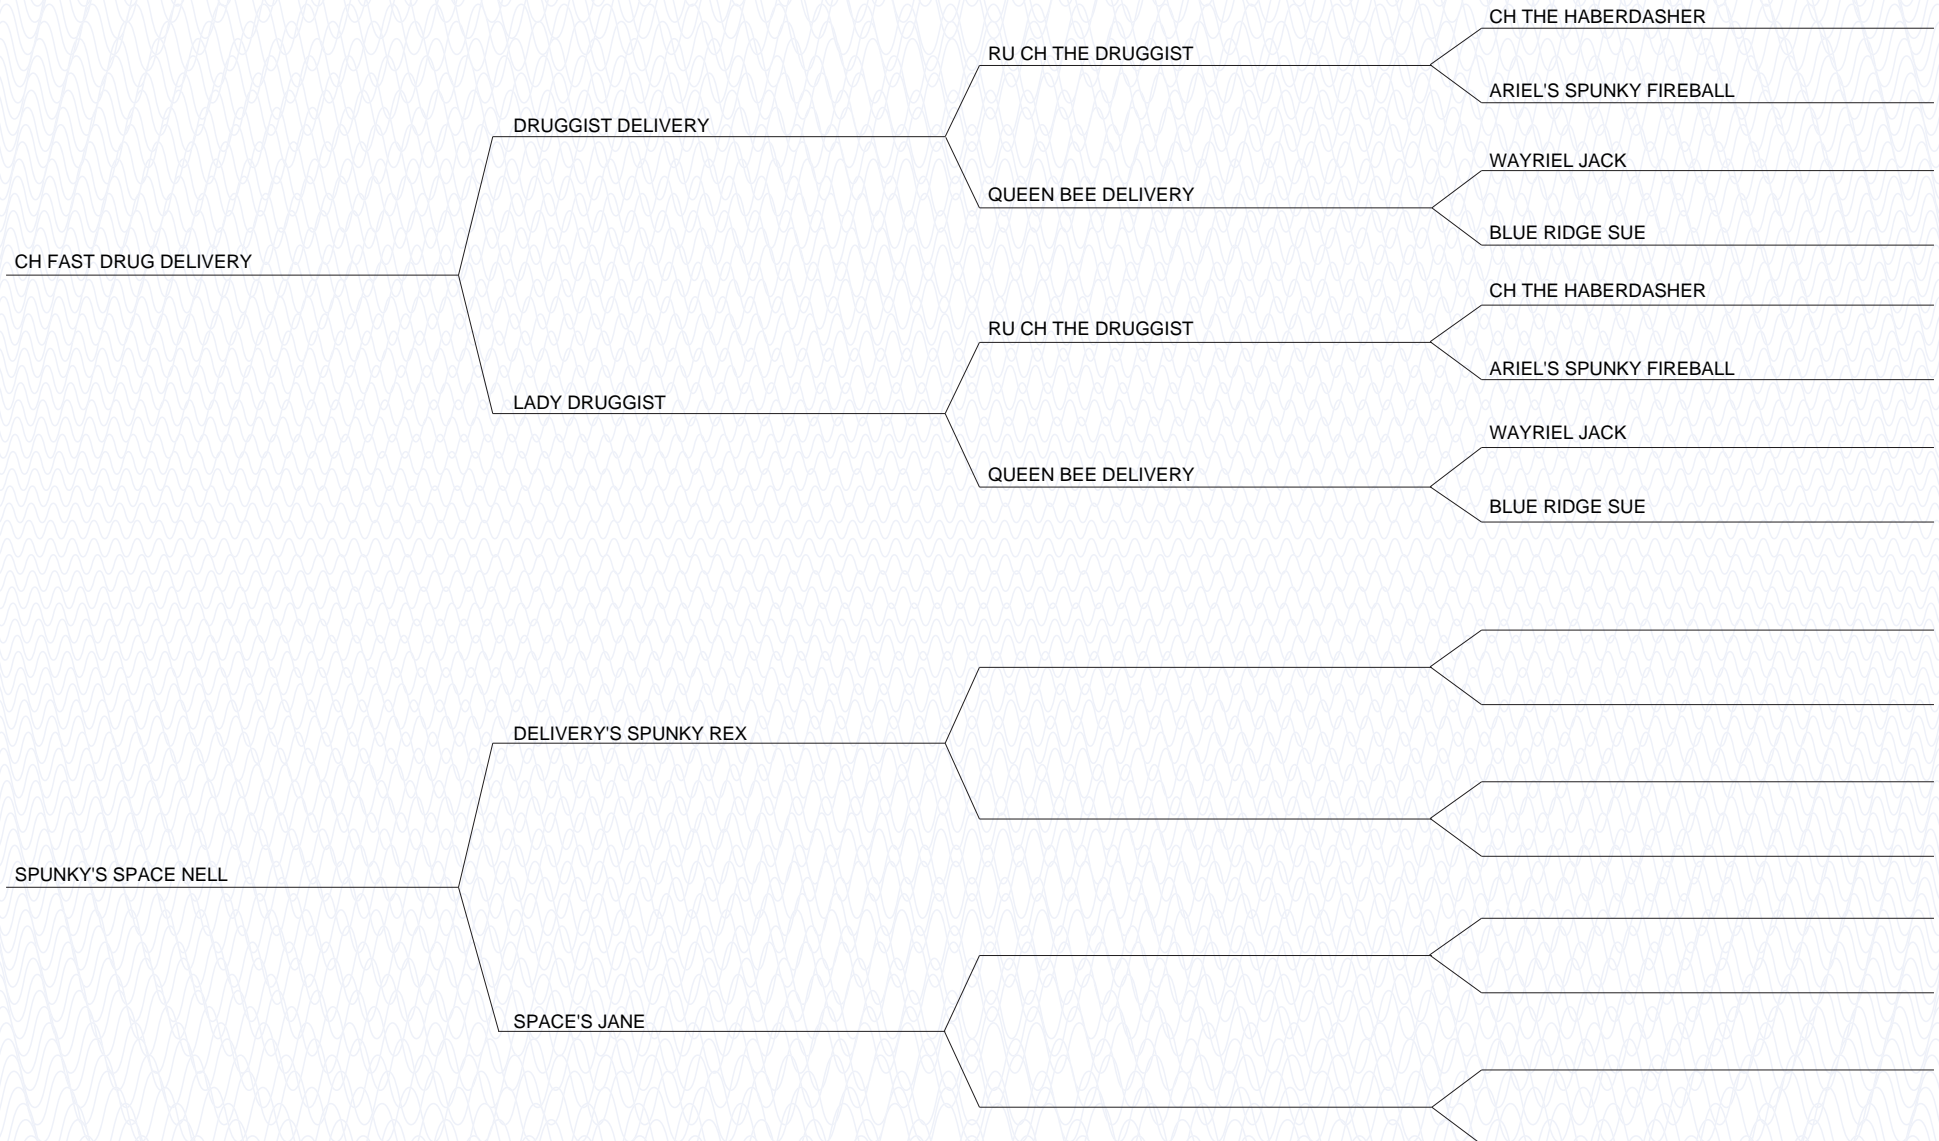 CH THE HABERDASHER
RU CH THE DRUGGIST
ARIEL'S SPUNKY FIREBALL
DRUGGIST DELIVERY
WAYRIEL JACK
QUEEN BEE DELIVERY
BLUE RIDGE SUE
CH FAST DRUG DELIVERY
CH THE HABERDASHER
RU CH THE DRUGGIST
ARIEL'S SPUNKY FIREBALL
LADY DRUGGIST
WAYRIEL JACK
QUEEN BEE DELIVERY
BLUE RIDGE SUE
DELIVERY'S SPUNKY REX
SPUNKY'S SPACE NELL
SPACE'S JANE